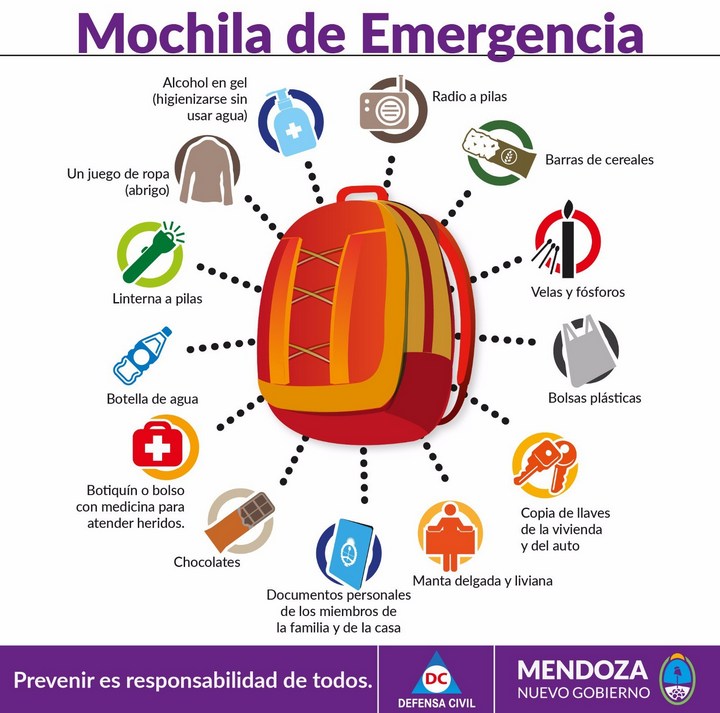 Mochila de Emergencia
Alcohol en gel
(higienizarse sin
usar agua)
Radio a pilas
Barras de cereales
Un juego de ropa
(abrigo)
Velas y fósforos
Linterna a pilas
Bolsas plásticas
Botella de agua
Botiquín o bolso
con medicina para
atender heridos.
Copia de llaves
de la vivienda
y del auto
Chocolates
Manta delgada y liviana
Documentos personales
de los miembros de
la familia y de la casa
Prevenir es responsabilidad de todos.
DC
DEFENSA CIVIL
MENDOZA
NUEVO GOBIERNO